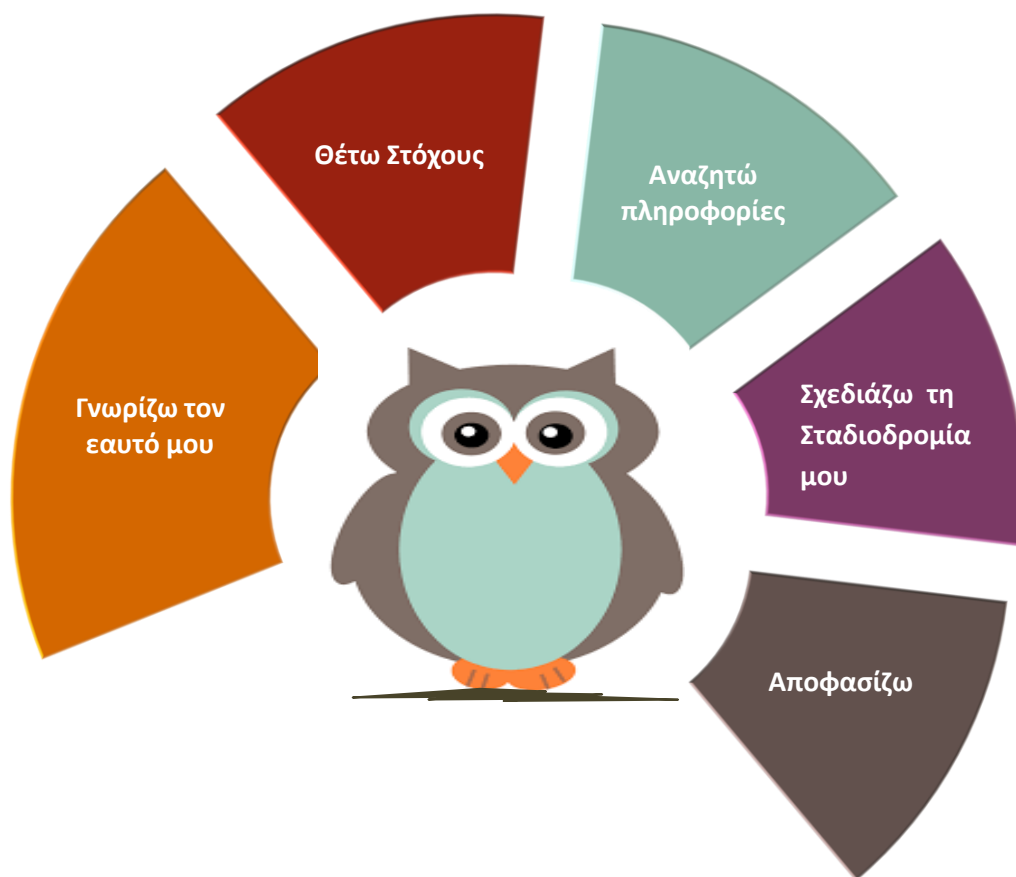 Γνωρίζω τον
εαυτό μου
Θέτω Στόχους
Αναζητώ
πληροφορίες
Σχεδιάζω τη
Σταδιοδρομία
μου
Αποφασίζω